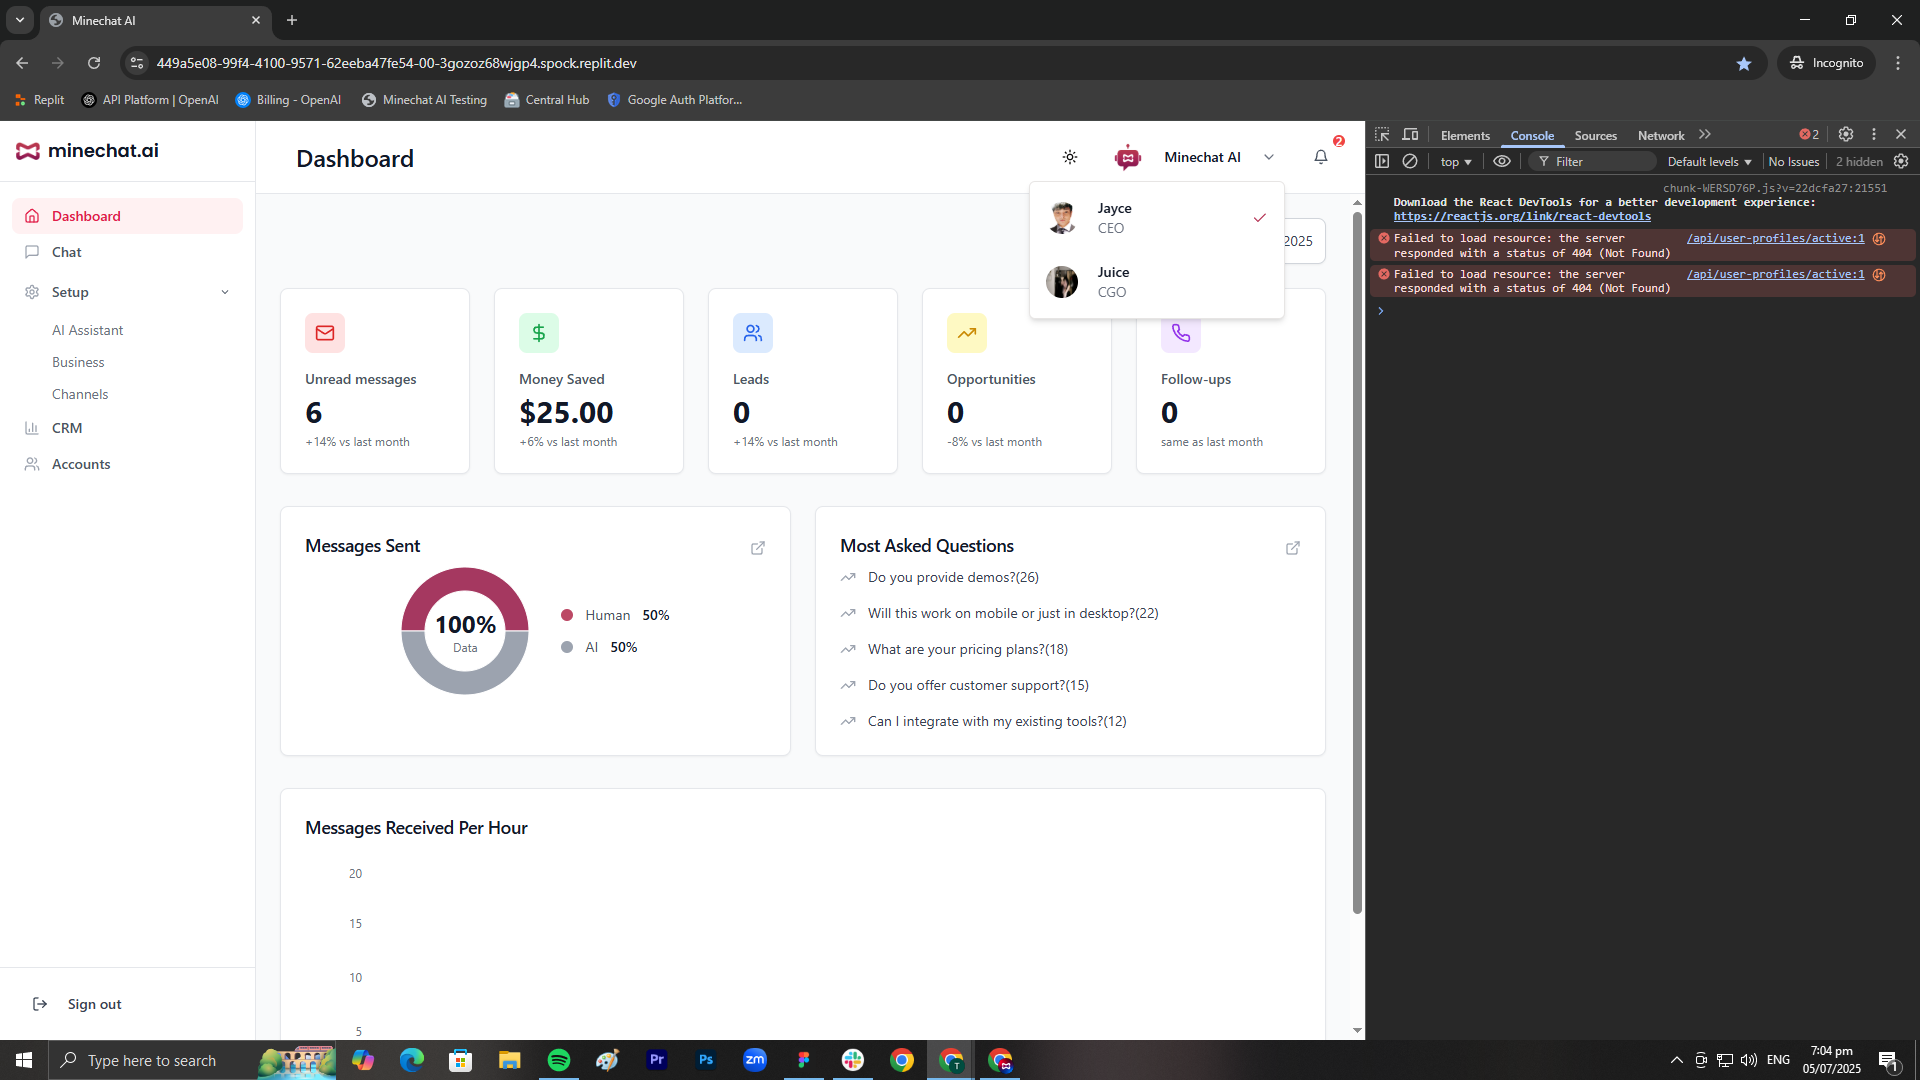 Minechat AI
449a5e08-99f4-4100-9571-62eeba47fe54-00-3gozoz68wjgp4.spock.replit.dev
Incognito
Replit
API Platform | OpenAI
Billing - OpenAI
Minechat AI Testing
Central Hub
Google Auth Platfor...
minechat.ai
Dashboard
Chat
Setup
AI Assistant
Business
Channels
CRM
Accounts
Sign out
Dashboard
Minechat AI
2
Jayce
CEO
Juice
CGO
2025
Unread messages
6
+14% vs last month
Money Saved
$25.00
+6% vs last month
Leads
0
+14% vs last month
Opportunities
0
-8% vs last month
Follow-ups
0
same as last month
Messages Sent
100%
Data
Human 50%
AI 50%
Most Asked Questions
Do you provide demos?(26)
Will this work on mobile or just in desktop?(22)
What are your pricing plans?(18)
Do you offer customer support?(15)
Can I integrate with my existing tools?(12)
Messages Received Per Hour
20
15
10
5
Elements
Console
Sources
Network
2
top
Filter
Default levels
No Issues
2 hidden
chunk-WERSD76P.js?v=22dcfa27:21551
Download the React DevTools for a better development experience:
https://reactjs.org/link/react-devtools
Failed to load resource: the server /api/user-profiles/active:1
responded with a status of 404 (Not Found)
Failed to load resource: the server /api/user-profiles/active:1
responded with a status of 404 (Not Found)
Type here to search
Pr
Ps
zm
T
ENG
7:04 pm
05/07/2025
1